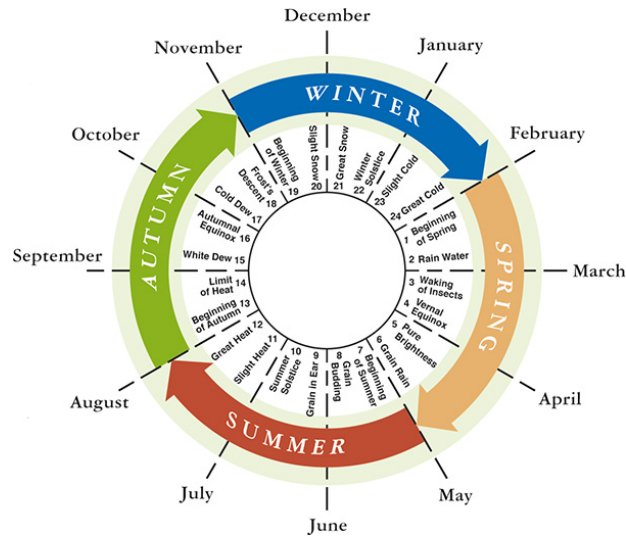 December
January
February
March
April
May
June
July
August
September
October
November
WINTER
SPRING
SUMMER
AUTUMN
1 Beginning
of Spring
2 Rain Water
3 Waking
of Insects
4 Vernal
Equinox
5 Pure
Brightness
6 Grain Rain
7 Beginning
of Summer
8 Grain
Budding
9 Grain in Ear
10 Summer
Solstice
11 Slight Heat
12 Great Heat
13 Beginning
of Autumn
14 Limit
of Heat
15 White Dew
16 Autumnal
Equinox
17 Cold Dew
18 Frost's
Descent
19 Beginning
of Winter
20 Slight Snow
21 Great Snow
22 Winter
Solstice
23 Slight Cold
24 Great Cold